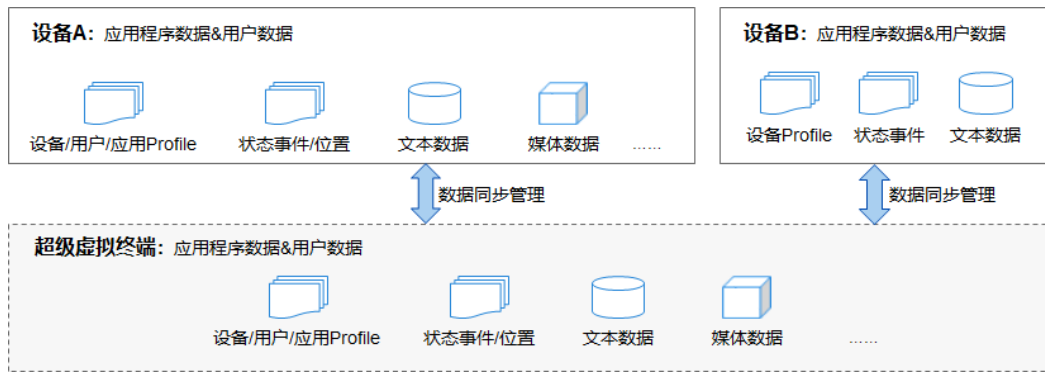 设备A：应用程序数据&用户数据
设备/用户/应用Profile 状态事件/位置 文本数据 媒体数据 ......
设备B：应用程序数据&用户数据
设备Profile 状态事件 文本数据
数据同步管理 数据同步管理
超级虚拟终端：应用程序数据&用户数据
设备/用户/应用Profile 状态事件/位置 文本数据 媒体数据 ......